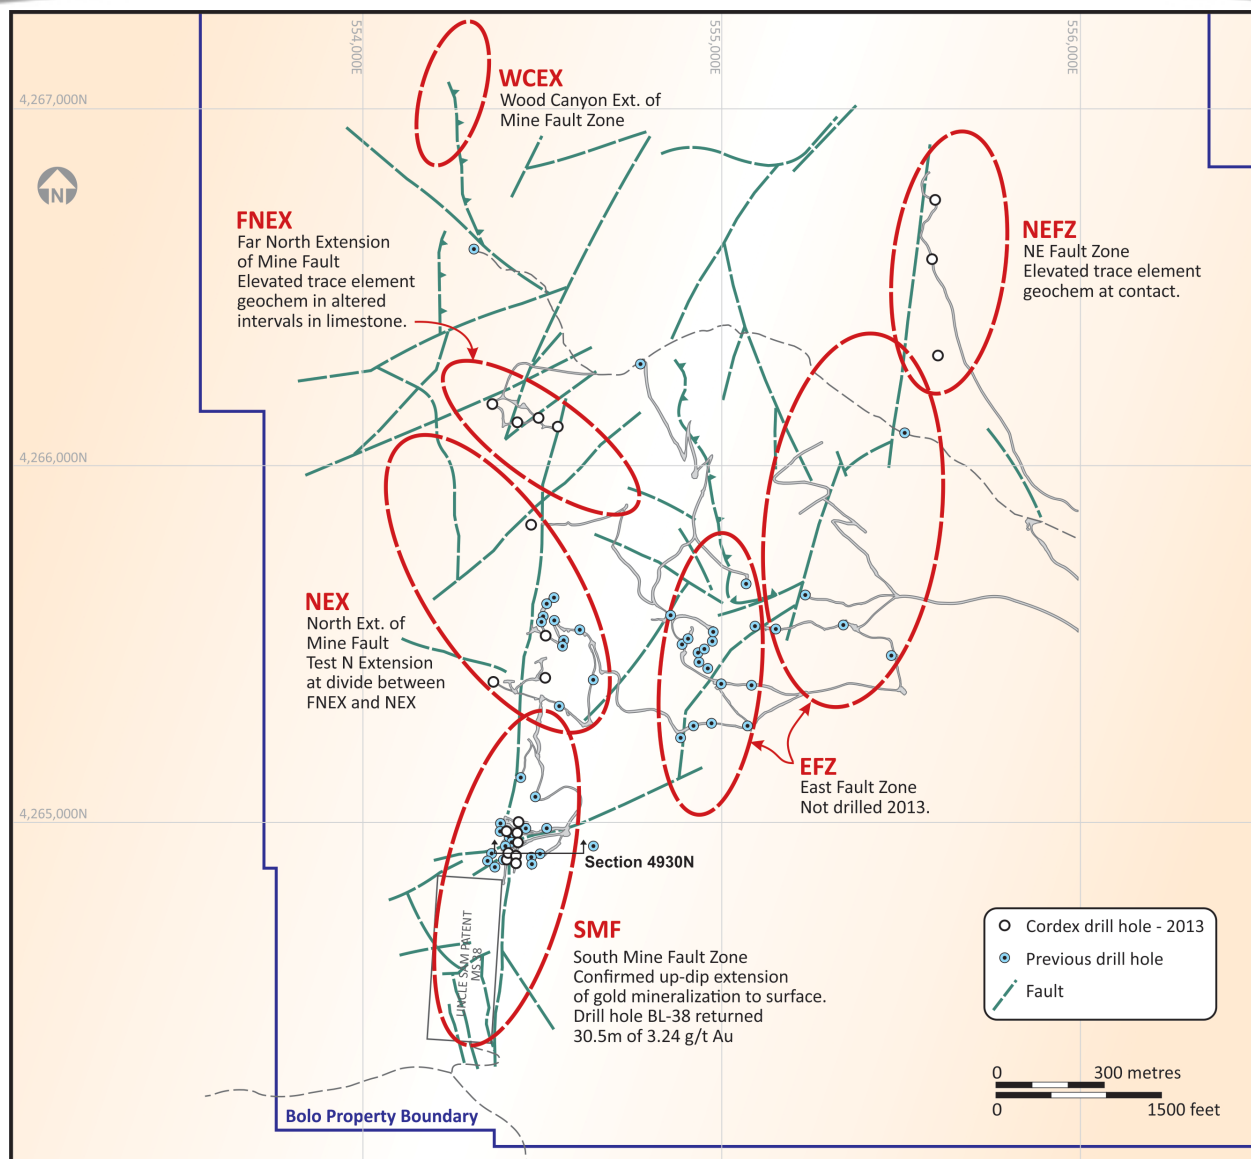 554,000E
555,000E
556,000E
4,267,000N
WCEX
Wood Canyon Ext. of
Mine Fault Zone
N
FNEX
Far North Extension
of Mine Fault
Elevated trace element
geochem in altered
intervals in limestone.
NEFZ
NE Fault Zone
Elevated trace element
geochem at contact.
4,266,000N
NEX
North Ext. of
Mine Fault
Test N Extension
at divide between
FNEX and NEX
EFZ
East Fault Zone
Not drilled 2013.
4,265,000N
Section 4930N
UNCLE SAM PATENT
MS 38
SMF
South Mine Fault Zone
Confirmed up-dip extension
of gold mineralization to surface.
Drill hole BL-38 returned
30.5m of 3.24 g/t Au
Cordex drill hole - 2013
Previous drill hole
Fault
0 300 metres
0 1500 feet
Bolo Property Boundary